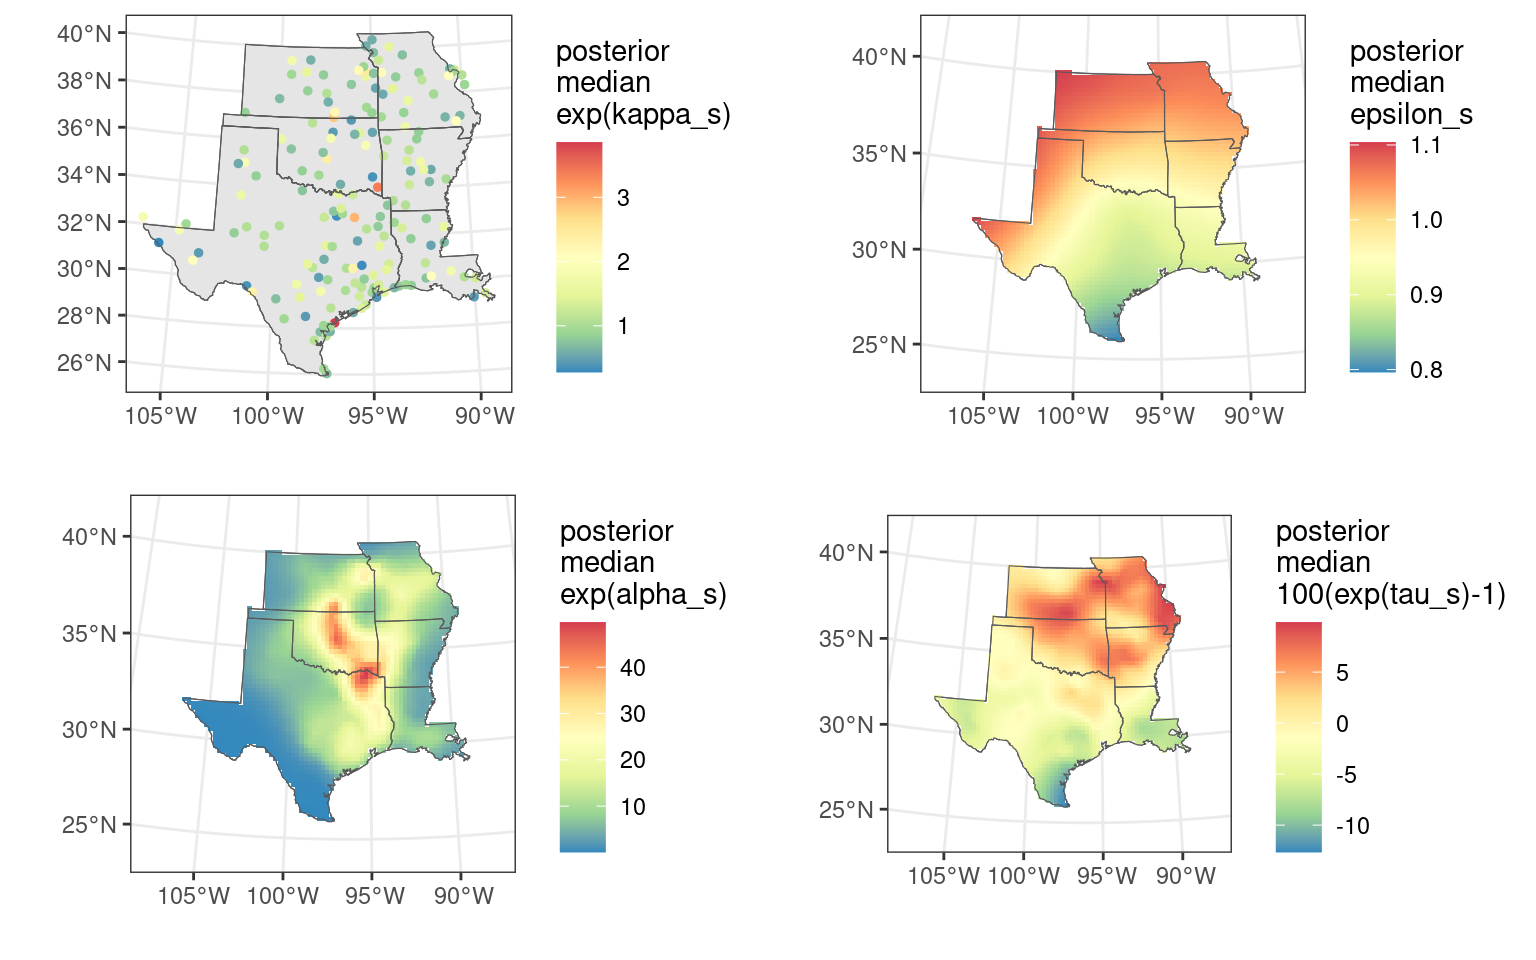 posterior
median
exp(kappa_s)
40°N
38°N
36°N
34°N
32°N
30°N
28°N
26°N
105°W 100°W 95°W 90°W
3
2
1
posterior
median
epsilon_s
40°N
35°N
30°N
25°N
105°W 100°W 95°W 90°W
1.1
1.0
0.9
0.8
posterior
median
exp(alpha_s)
40°N
35°N
30°N
25°N
105°W 100°W 95°W 90°W
40
30
20
10
posterior
median
100(exp(tau_s)-1)
40°N
35°N
30°N
25°N
105°W 100°W 95°W 90°W
5
0
-5
-10